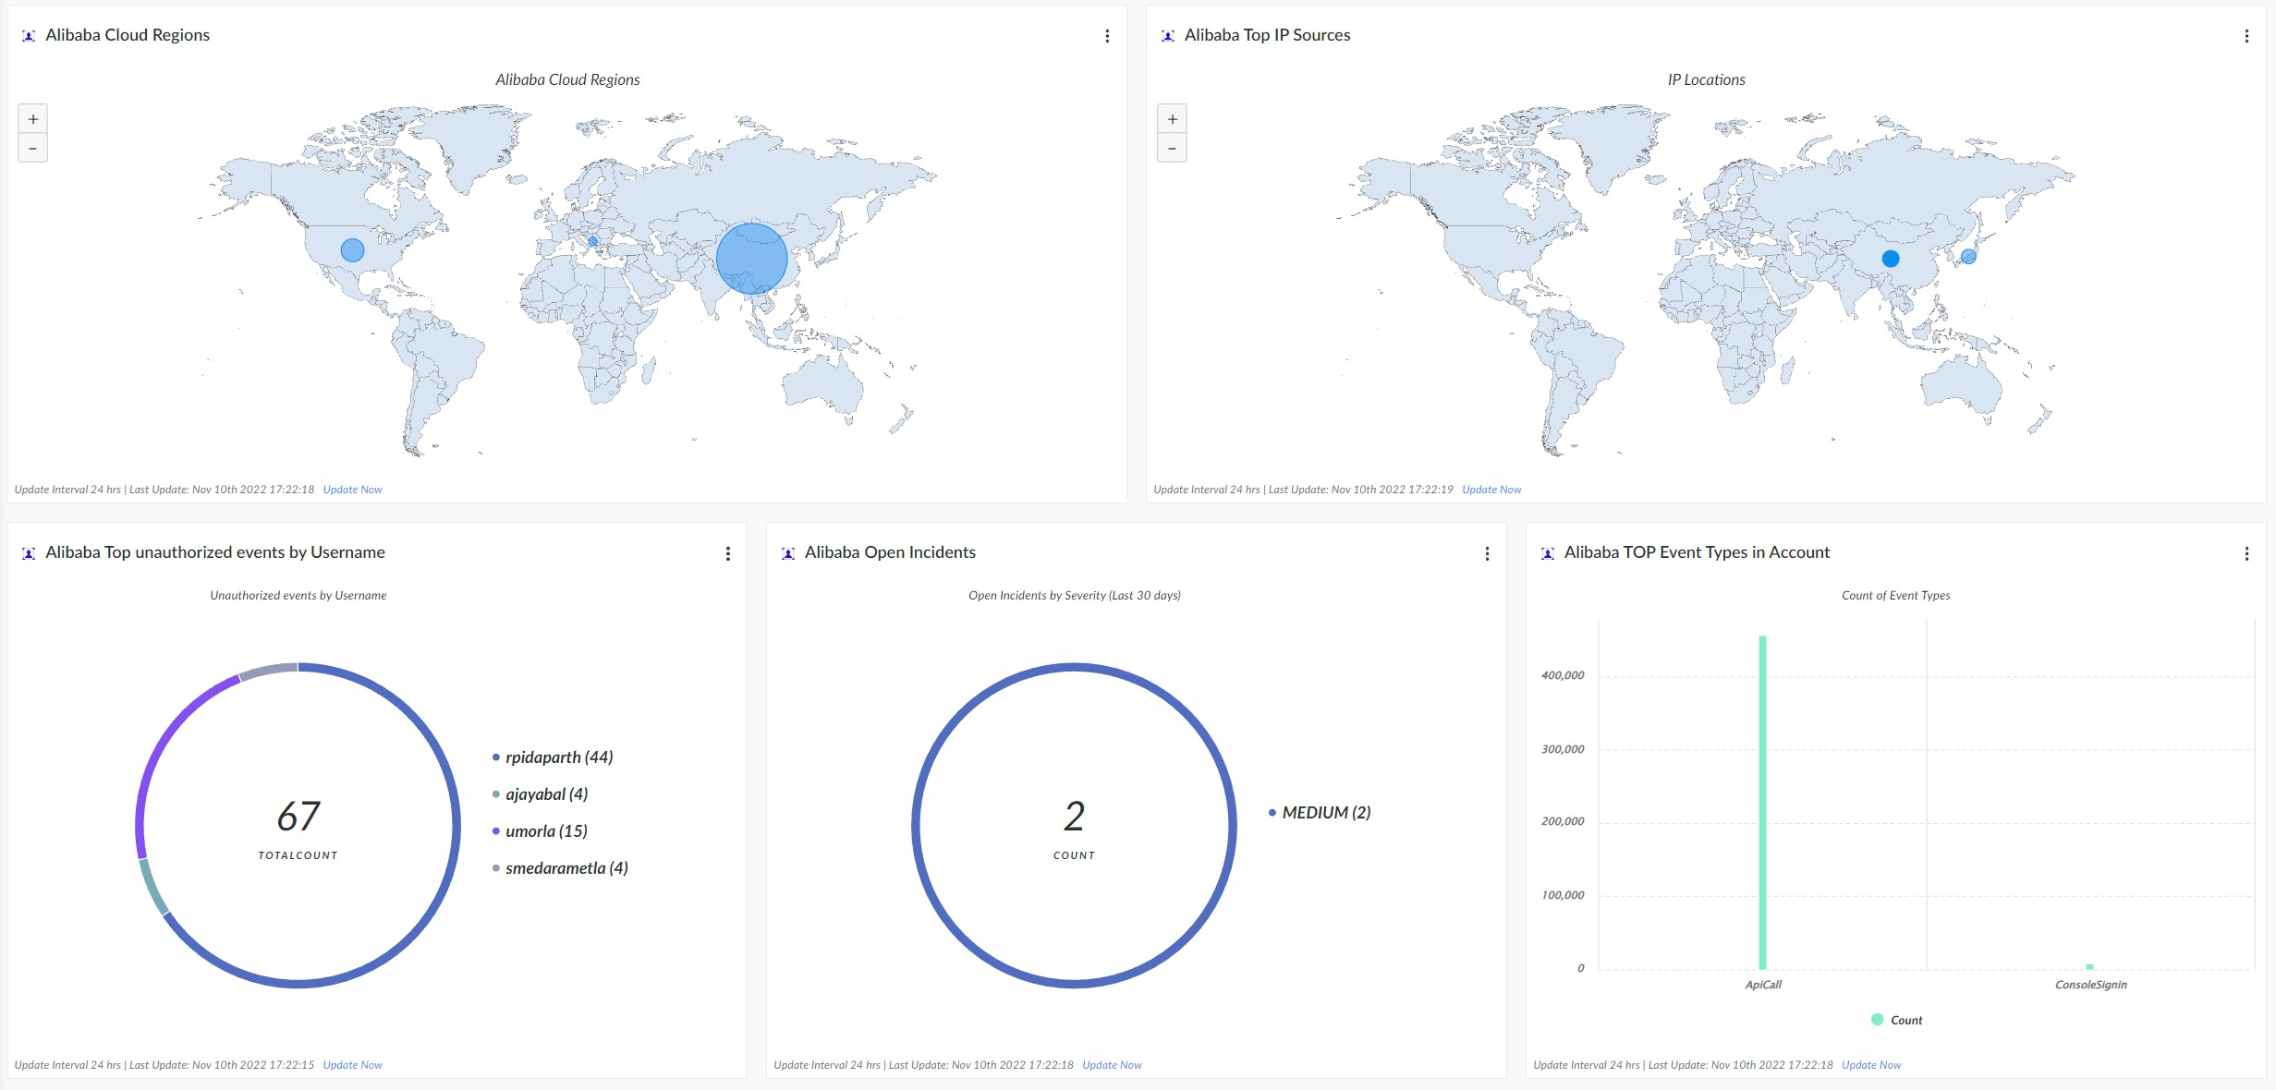 Alibaba Cloud Regions
Alibaba Cloud Regions
+
−
Update Interval 24 hrs | Last Update: Nov 10th 2022 17:22:18 Update Now
Alibaba Top IP Sources
IP Locations
+
−
Update Interval 24 hrs | Last Update: Nov 10th 2022 17:22:19 Update Now
Alibaba Top unauthorized events by Username
Unauthorized events by Username
67
TOTALCOUNT
rpidaparth (44)
ajayabal (4)
umorla (15)
smedarametla (4)
Update Interval 24 hrs | Last Update: Nov 10th 2022 17:22:15 Update Now
Alibaba Open Incidents
Open Incidents by Severity (Last 30 days)
2
COUNT
MEDIUM (2)
Update Interval 24 hrs | Last Update: Nov 10th 2022 17:22:18 Update Now
Alibaba TOP Event Types in Account
Count of Event Types
400,000
300,000
200,000
100,000
0
ApiCall ConsoleSignin
Count
Update Interval 24 hrs | Last Update: Nov 10th 2022 17:22:18 Update Now